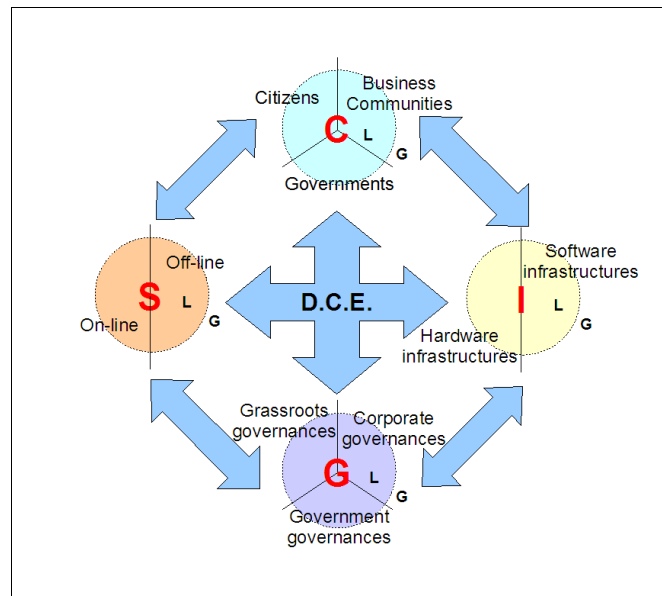 Citizens
Business
Communities
C
L
G
Governments
Off-line
S
L
G
On-line
D.C.E.
Software
infrastructures
I
L
G
Hardware
infrastructures
Grassroots
governances
Corporate
governances
G
L
G
Government
governances